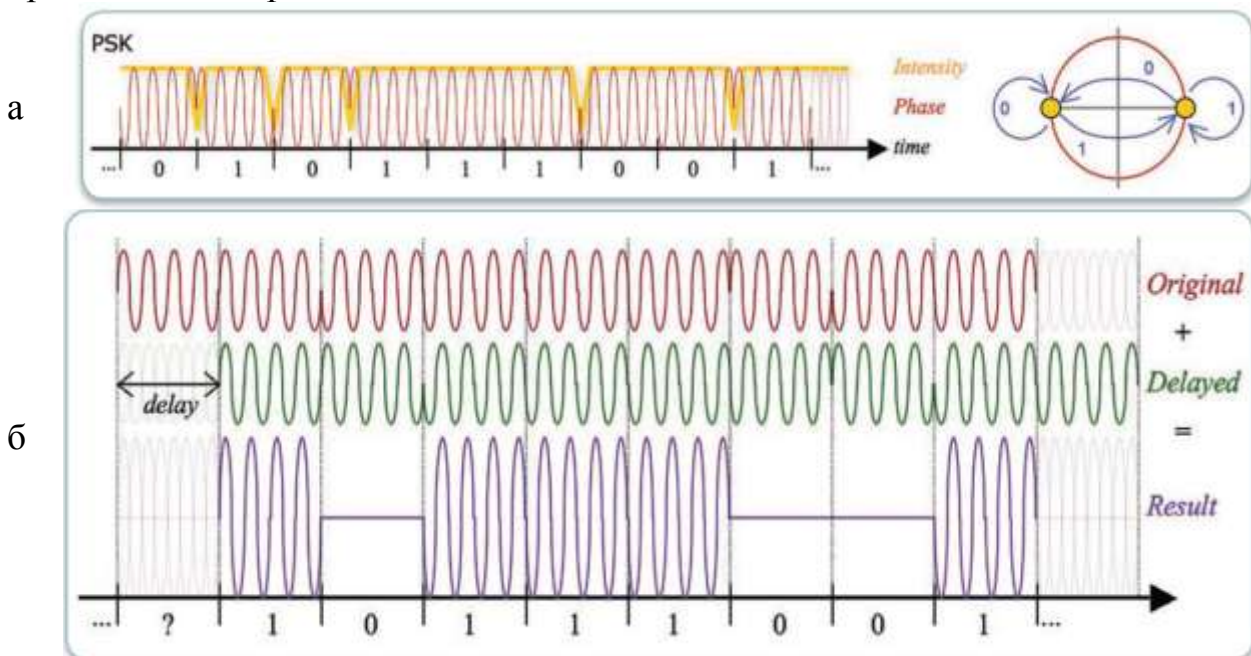 а
PSK
Intensity
Phase
time
... 0 1 0 1 1 1 0 0 1 ...
0 0 1 1
б
Original
+
Delayed
=
Result
delay
... ? 1 0 1 1 1 0 0 1 ...